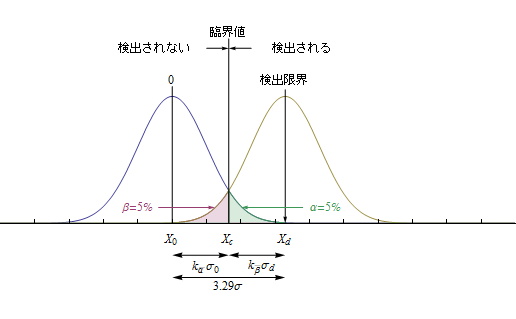 臨界値
検出されない
検出される
0
検出限界
β=5%
α=5%
X0
Xc
Xd
kασ0
kβσd
3.29σ